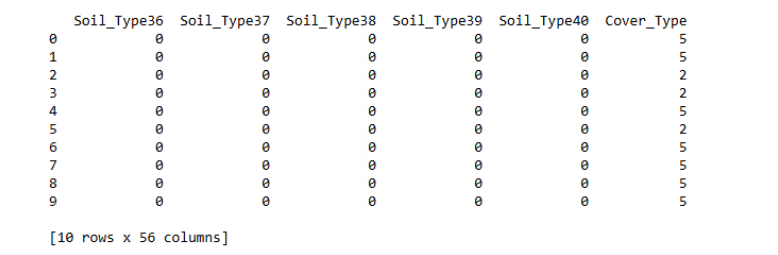 Soil_Type36 Soil_Type37 Soil_Type38 Soil_Type39 Soil_Type40 Cover_Type
0 0 0 0 0 0 5
1 0 0 0 0 0 5
2 0 0 0 0 0 2
3 0 0 0 0 0 2
4 0 0 0 0 0 5
5 0 0 0 0 0 2
6 0 0 0 0 0 5
7 0 0 0 0 0 5
8 0 0 0 0 0 5
9 0 0 0 0 0 5
[10 rows x 56 columns]